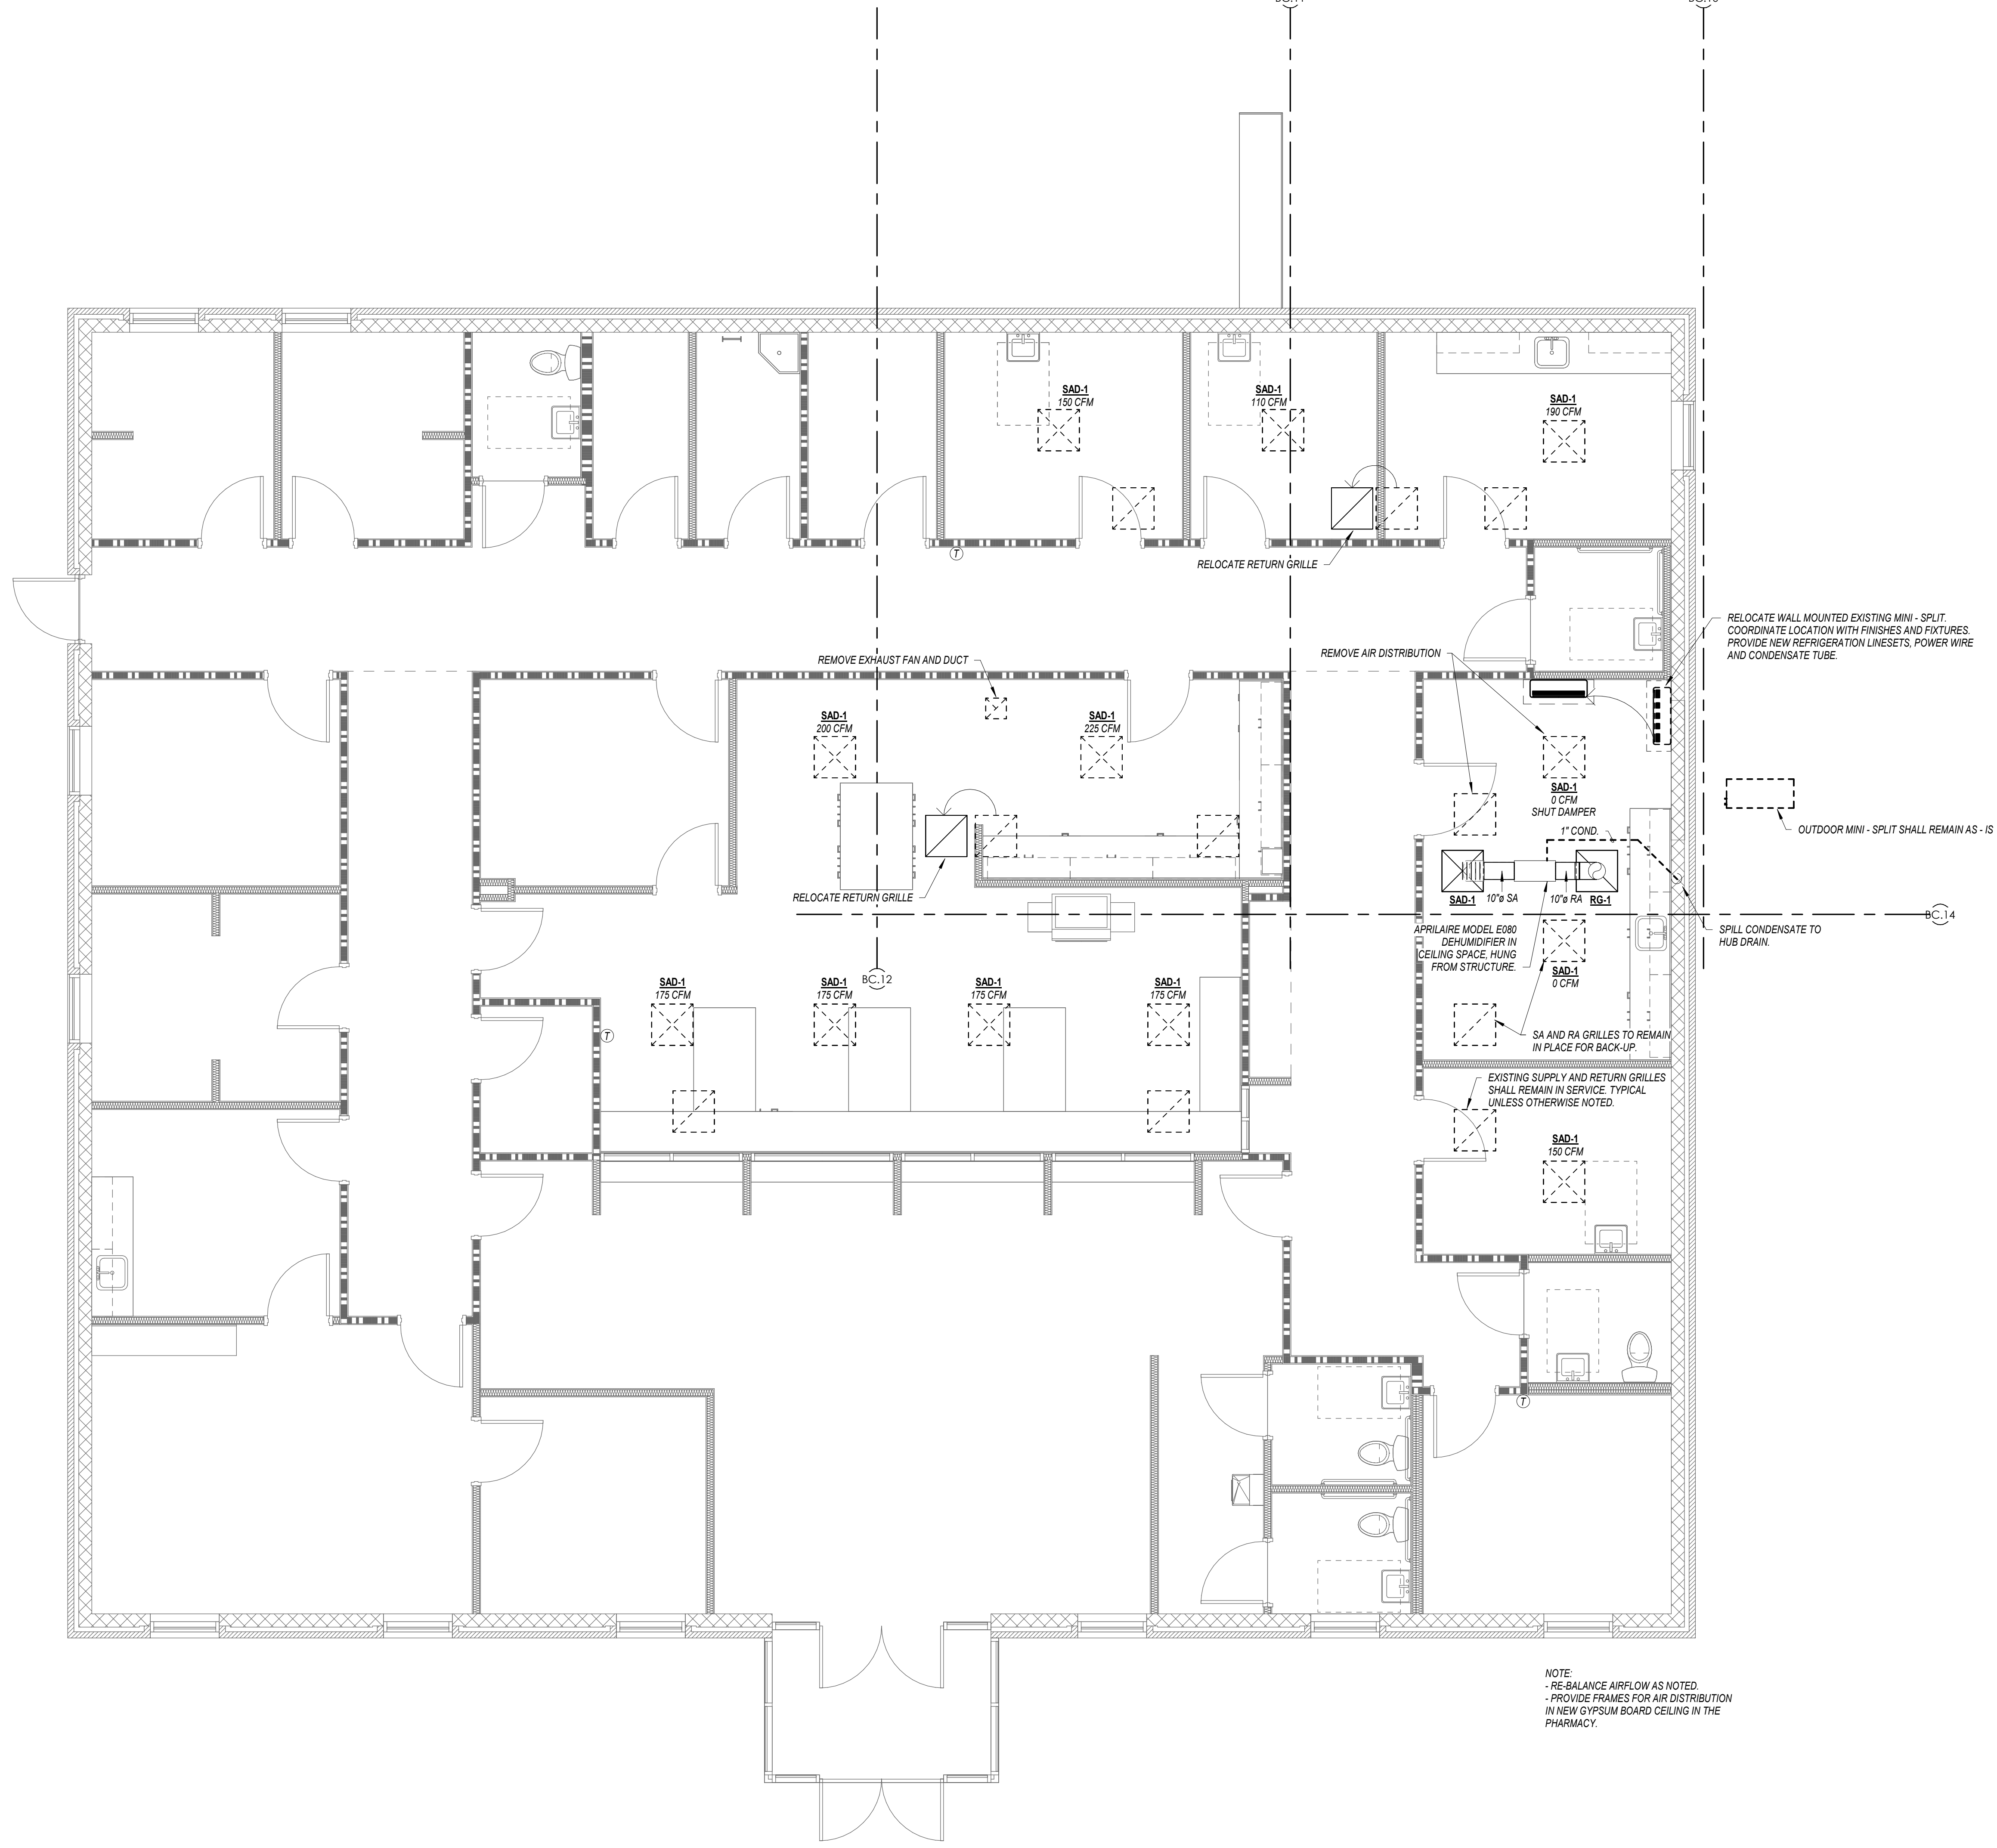 SAD-1
150 CFM
SAD-1
110 CFM
SAD-1
190 CFM
T
RELOCATE RETURN GRILLE
RELOCATE WALL MOUNTED EXISTING MINI - SPLIT.
COORDINATE LOCATION WITH FINISHES AND FIXTURES.
PROVIDE NEW REFRIGERATION LINESETS, POWER WIRE
AND CONDENSATE TUBE.
REMOVE EXHAUST FAN AND DUCT
REMOVE AIR DISTRIBUTION
SAD-1
200 CFM
SAD-1
225 CFM
SAD-1
0 CFM
SHUT DAMPER
OUTDOOR MINI - SPLIT SHALL REMAIN AS - IS
1" COND.
RELOCATE RETURN GRILLE
SAD-1
10"ø SA
10"ø RA
RG-1
BC.14
APRILAIRE MODEL E080
DEHUMIDIFIER IN
CEILING SPACE, HUNG
FROM STRUCTURE.
SPILL CONDENSATE TO
HUB DRAIN.
SAD-1
0 CFM
BC.12
SAD-1
175 CFM
SAD-1
175 CFM
SAD-1
175 CFM
SAD-1
175 CFM
T
SA AND RA GRILLES TO REMAIN
IN PLACE FOR BACK-UP.
EXISTING SUPPLY AND RETURN GRILLES
SHALL REMAIN IN SERVICE. TYPICAL
UNLESS OTHERWISE NOTED.
SAD-1
150 CFM
T
NOTE:
- RE-BALANCE AIRFLOW AS NOTED.
- PROVIDE FRAMES FOR AIR DISTRIBUTION
IN NEW GYPSUM BOARD CEILING IN THE
PHARMACY.